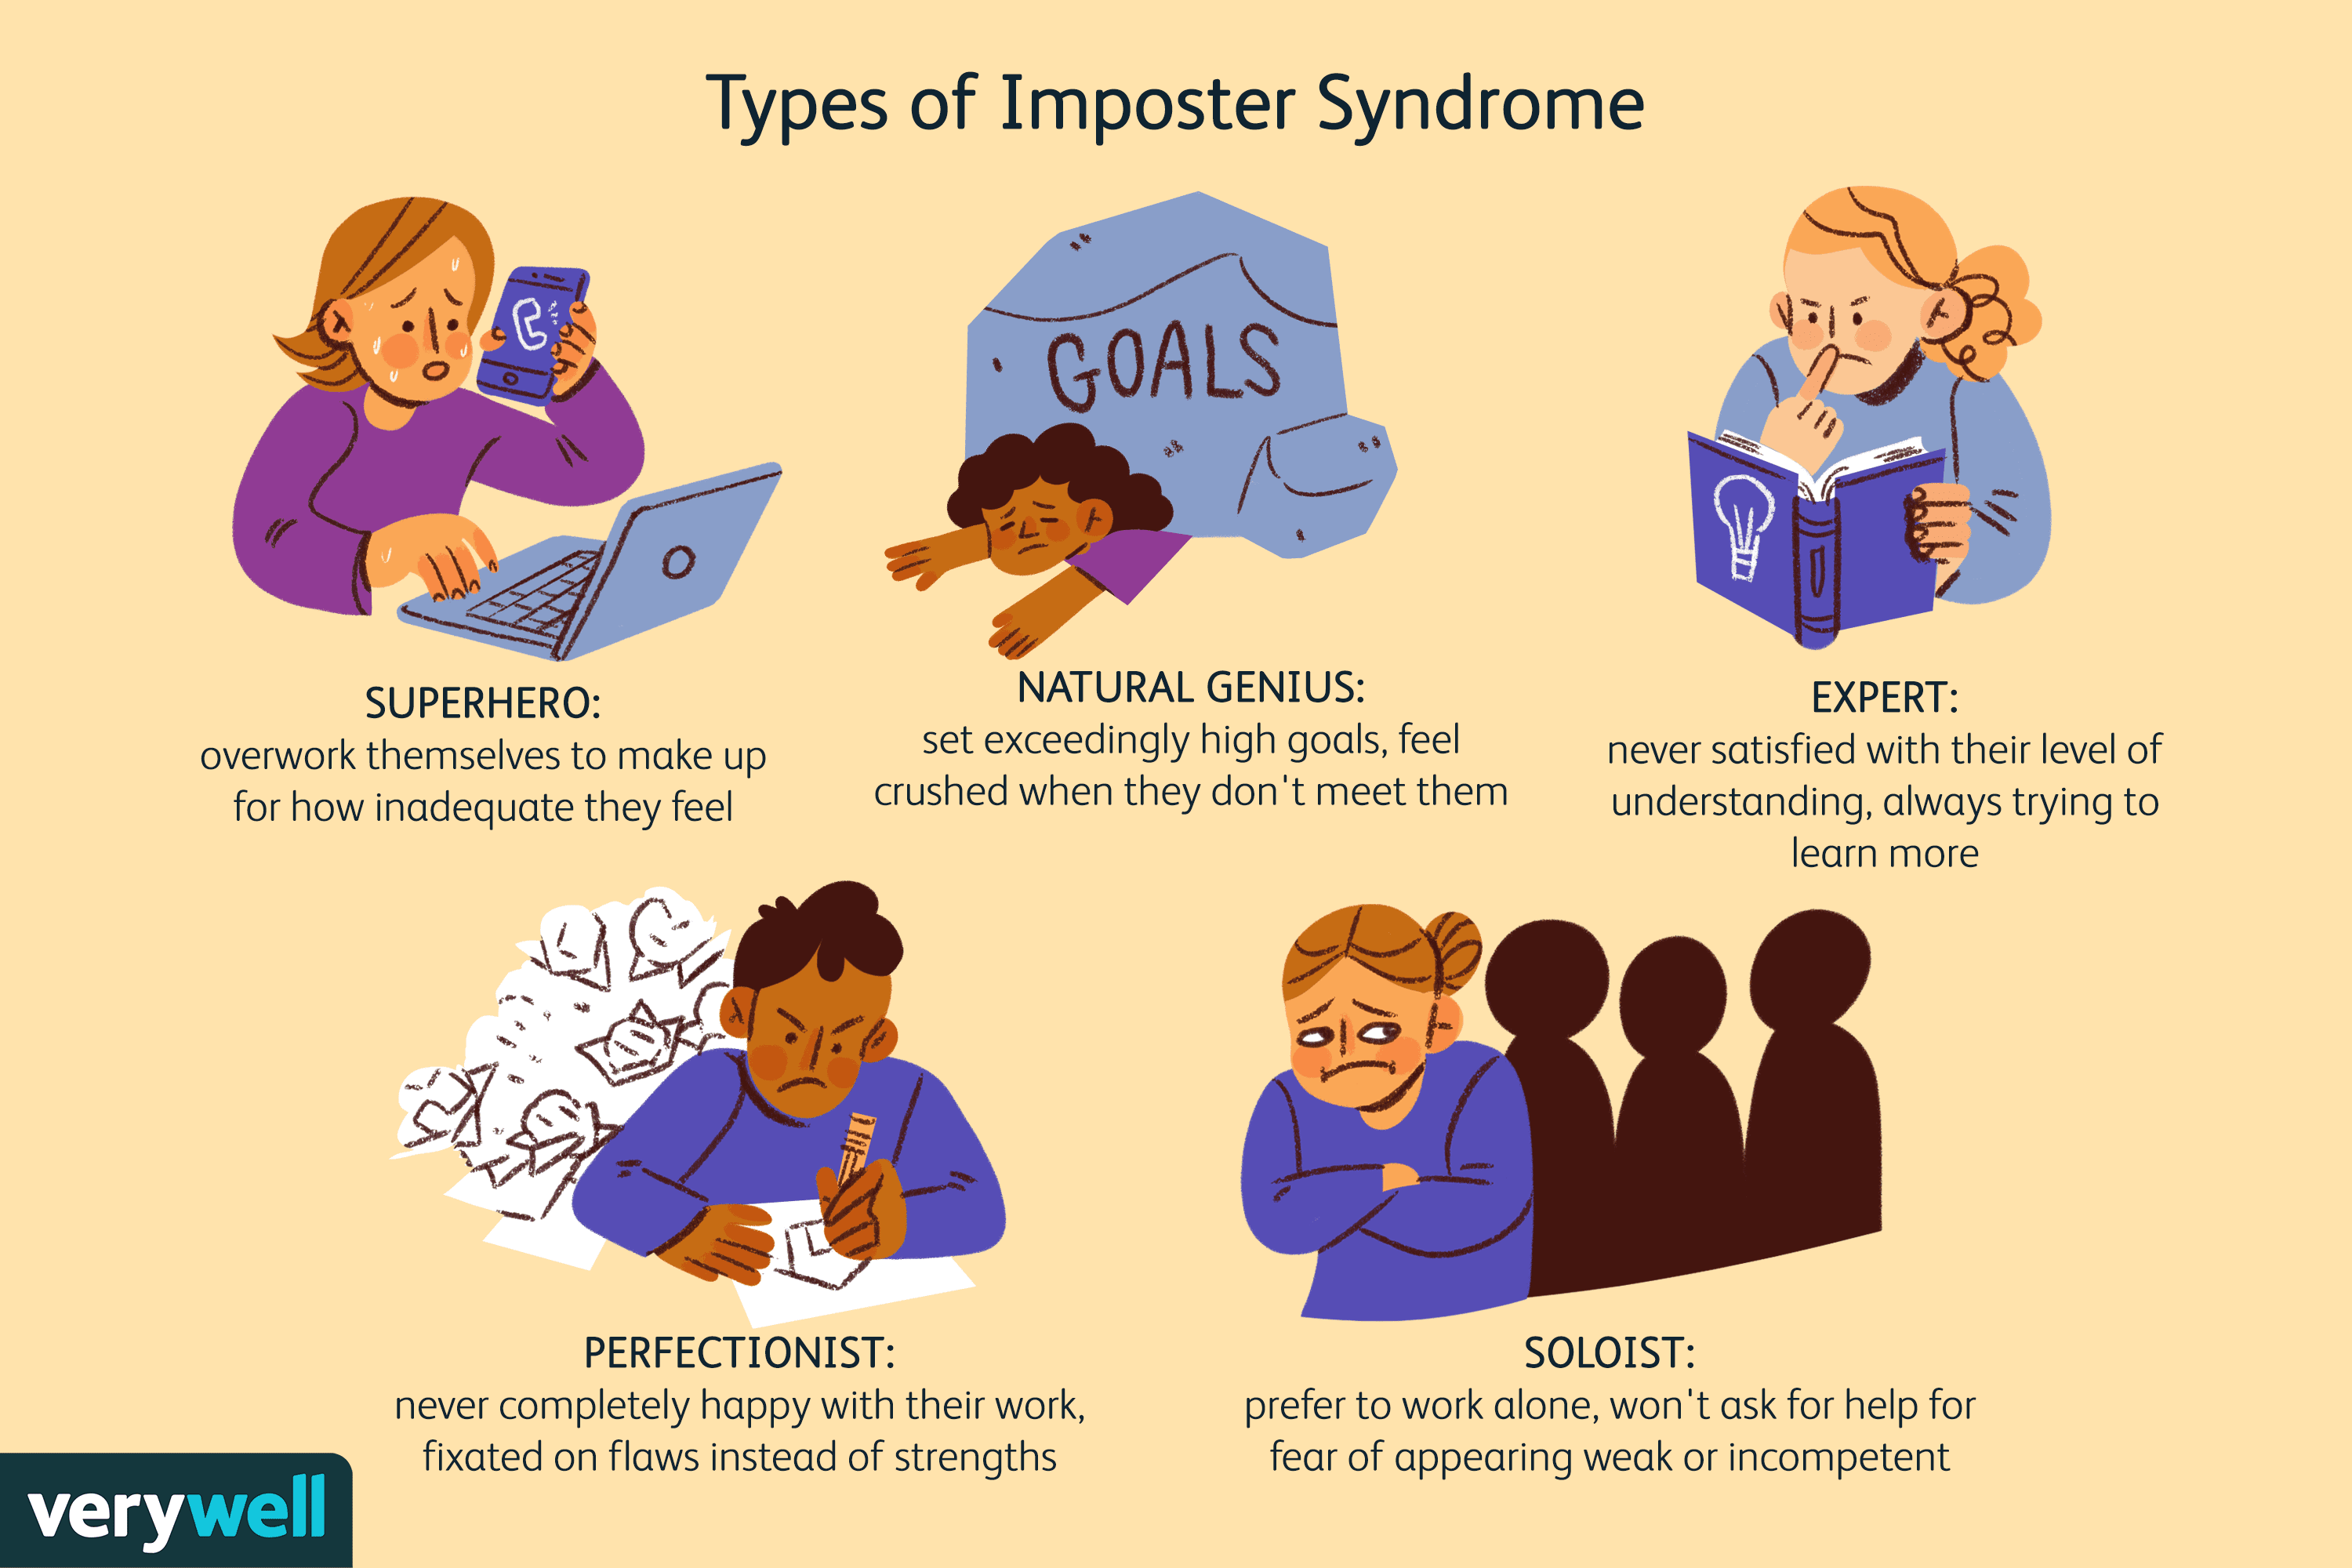 Types of Imposter Syndrome
GOALS
SUPERHERO:
overwork themselves to make up
for how inadequate they feel
NATURAL GENIUS:
set exceedingly high goals, feel
crushed when they don't meet them
EXPERT:
never satisfied with their level of
understanding, always trying to
learn more
PERFECTIONIST:
never completely happy with their work,
fixated on flaws instead of strengths
SOLOIST:
prefer to work alone, won't ask for help for
fear of appearing weak or incompetent
verywell